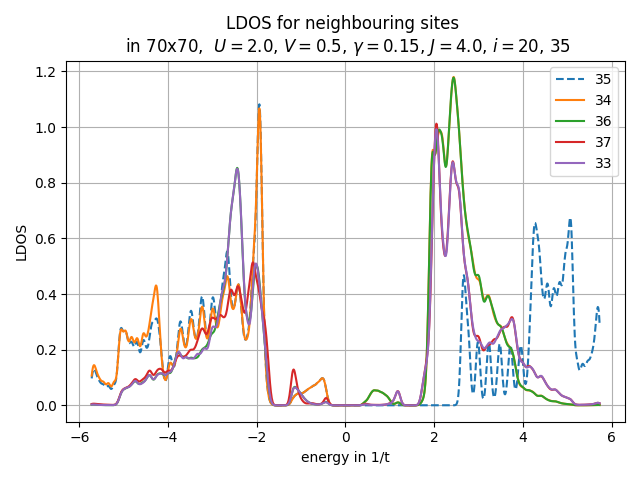 LDOS for neighbouring sites
in 70x70, U = 2.0, V = 0.5, γ = 0.15, J = 4.0, i = 20, 35
LDOS
1.2
1.0
0.8
0.6
0.4
0.2
0.0
35
34
36
37
33
−6 −4 −2 0 2 4 6
energy in 1/t